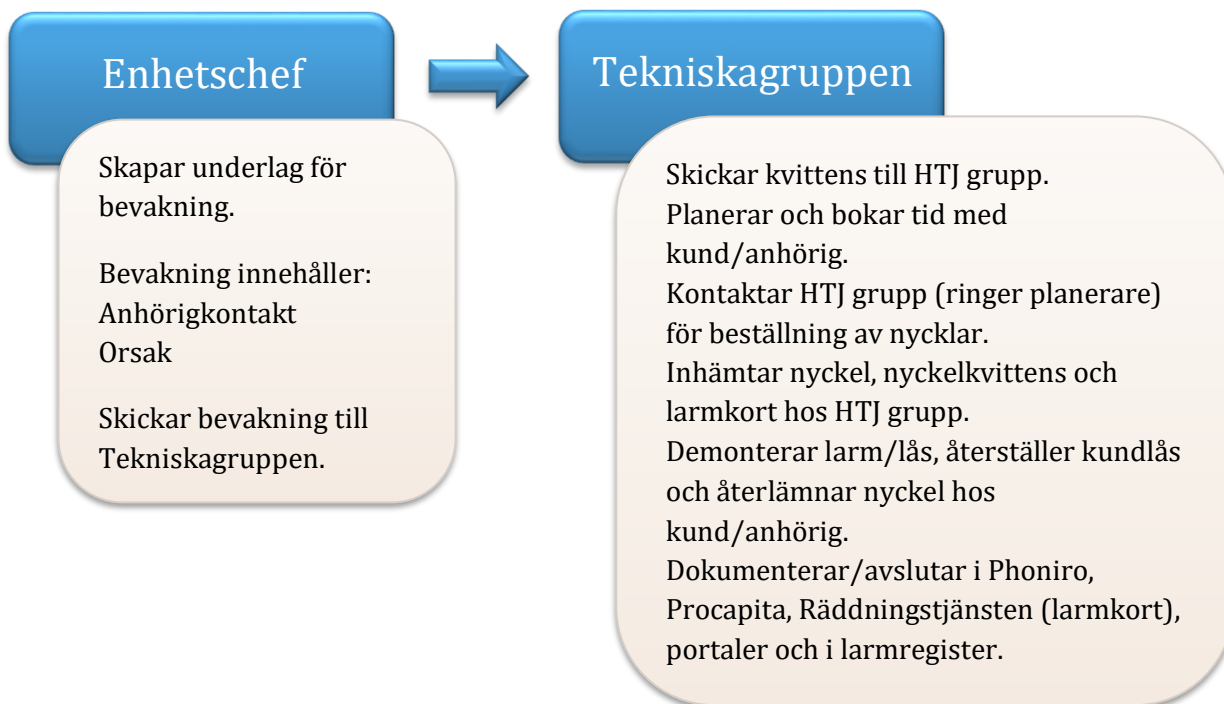 Enhetschef
Skapar underlag för
bevakning.
Bevakning innehåller:
Anhörigkontakt
Orsak
Skickar bevakning till
Tekniskagruppen.
Tekniskagruppen
Skickar kvittens till HTJ grupp.
Planerar och bokar tid med
kund/anhörig.
Kontaktar HTJ grupp (ringer planerare)
för beställning av nycklar.
Inhämtar nyckel, nyckelkvittens och
larmkort hos HTJ grupp.
Demonterar larm/lås, återställer kundlås
och återlämnar nyckel hos
kund/anhörig.
Dokumenterar/avslutar i Phoniro,
Procapita, Räddningstjänsten (larmkort),
portaler och i larmregister.